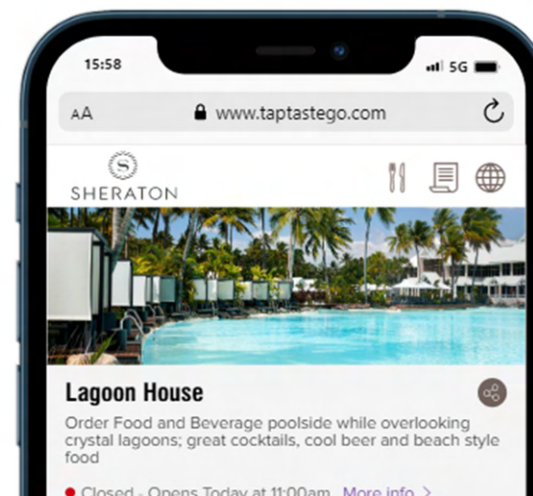 15:58
5G
AA
www.taptastego.com
S
SHERATON
Lagoon House
Order Food and Beverage poolside while overlooking
crystal lagoons; great cocktails, cool beer and beach style
food
Closed - Opens Today at 11:00am More info >